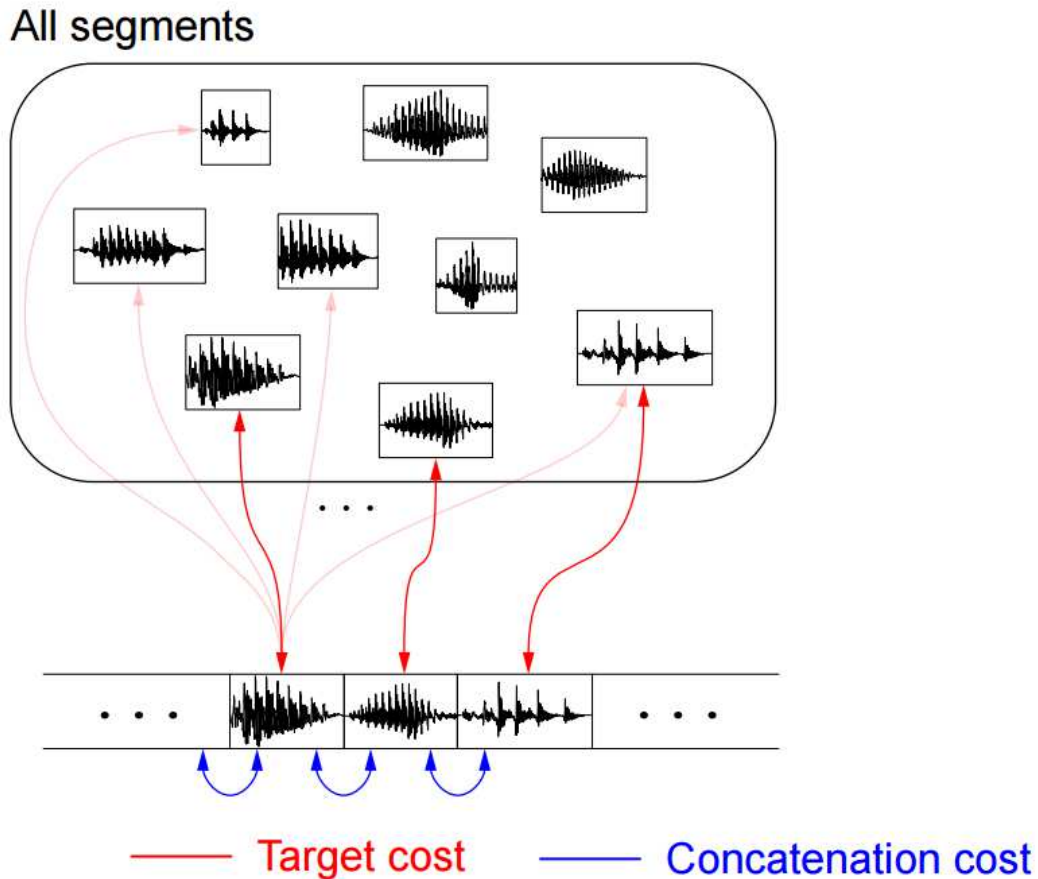 All segments
. . .
. . . . . .
Target cost Concatenation cost